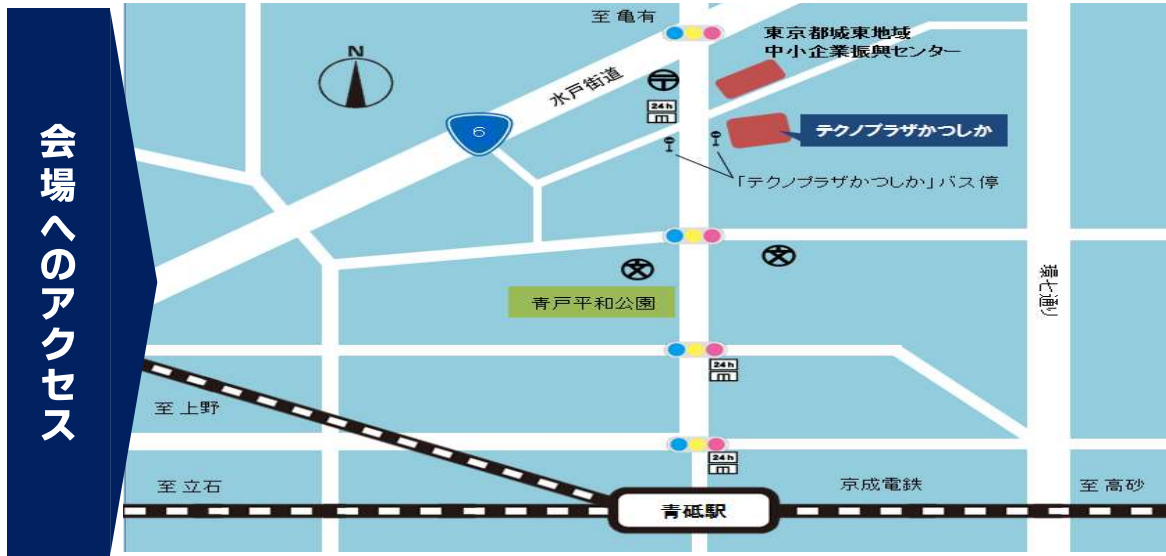 会場へのアクセス
至 亀有
N
東京都城東地域
中小企業振興センター
水戸街道
24h
6
テクノプラザかつしか
「テクノプラザかつしか」バス停
環七通り
青戸平和公園
24h
至 上野
24h
至 立石
京成電鉄
至 高砂
青砥駅